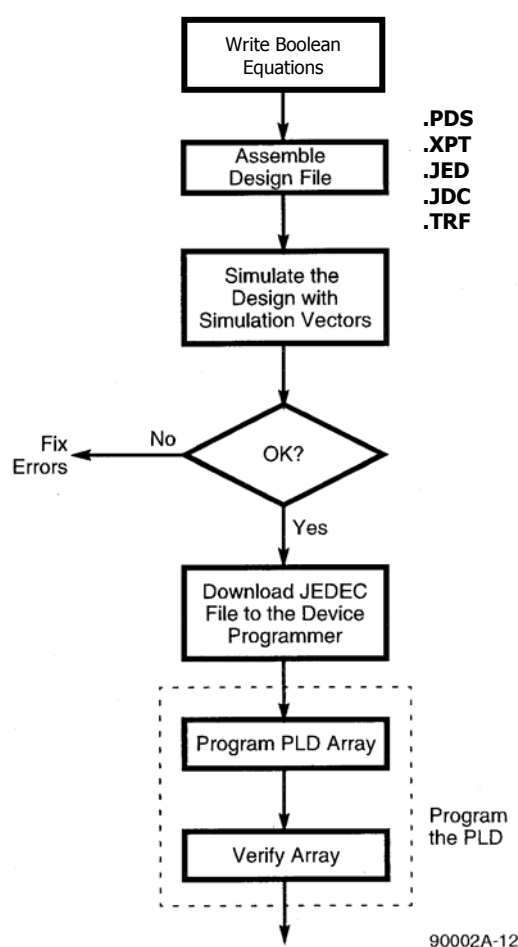 Write Boolean
Equations
.PDS
.XPT
.JED
.JDC
.TRF
Assemble
Design File
Simulate the
Design with
Simulation Vectors
OK?
No
Fix
Errors
Yes
Download JEDEC
File to the Device
Programmer
Program PLD Array
Verify Array
Program
the PLD
90002A-12